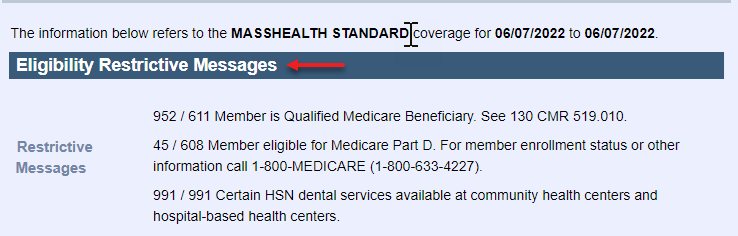 The information below refers to the MASSHEALTH STANDARD coverage for 06/07/2022 to 06/07/2022.
Eligibility Restrictive Messages
952 / 611 Member is Qualified Medicare Beneficiary. See 130 CMR 519.010.
Restrictive
Messages
45 / 608 Member eligible for Medicare Part D. For member enrollment status or other
information call 1-800-MEDICARE (1-800-633-4227).
991 / 991 Certain HSN dental services available at community health centers and
hospital-based health centers.